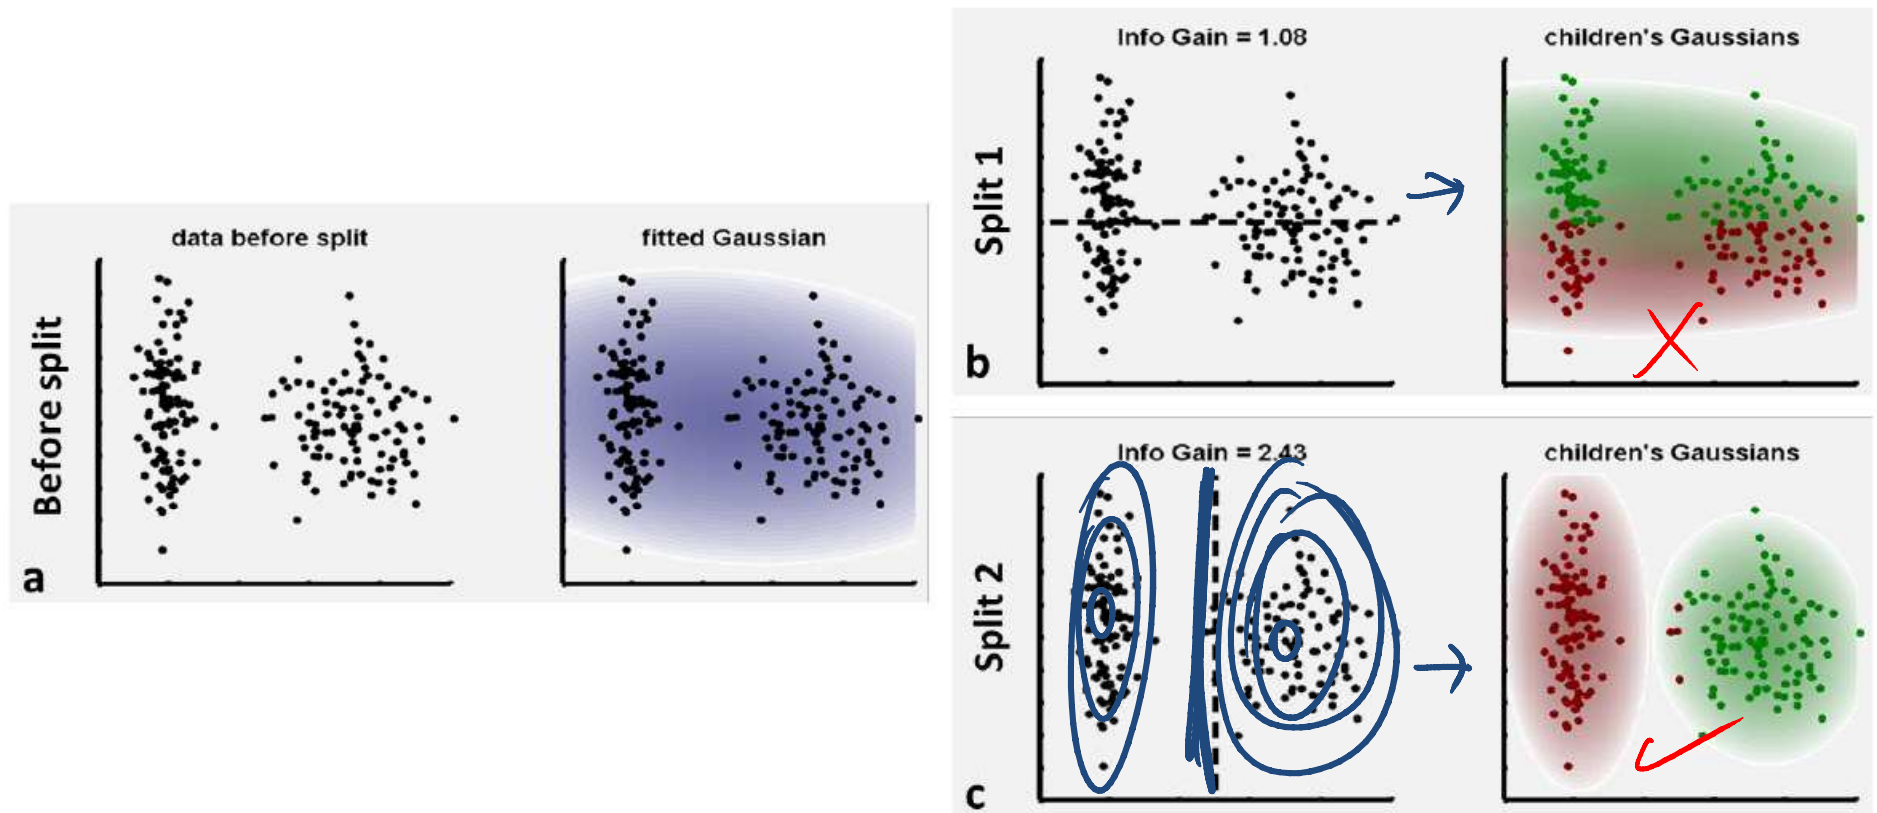 data before split
fitted Gaussian
Before split
a
Info Gain = 1.08
children's Gaussians
Split 1
b
Info Gain = 2.43
children's Gaussians
Split 2
c